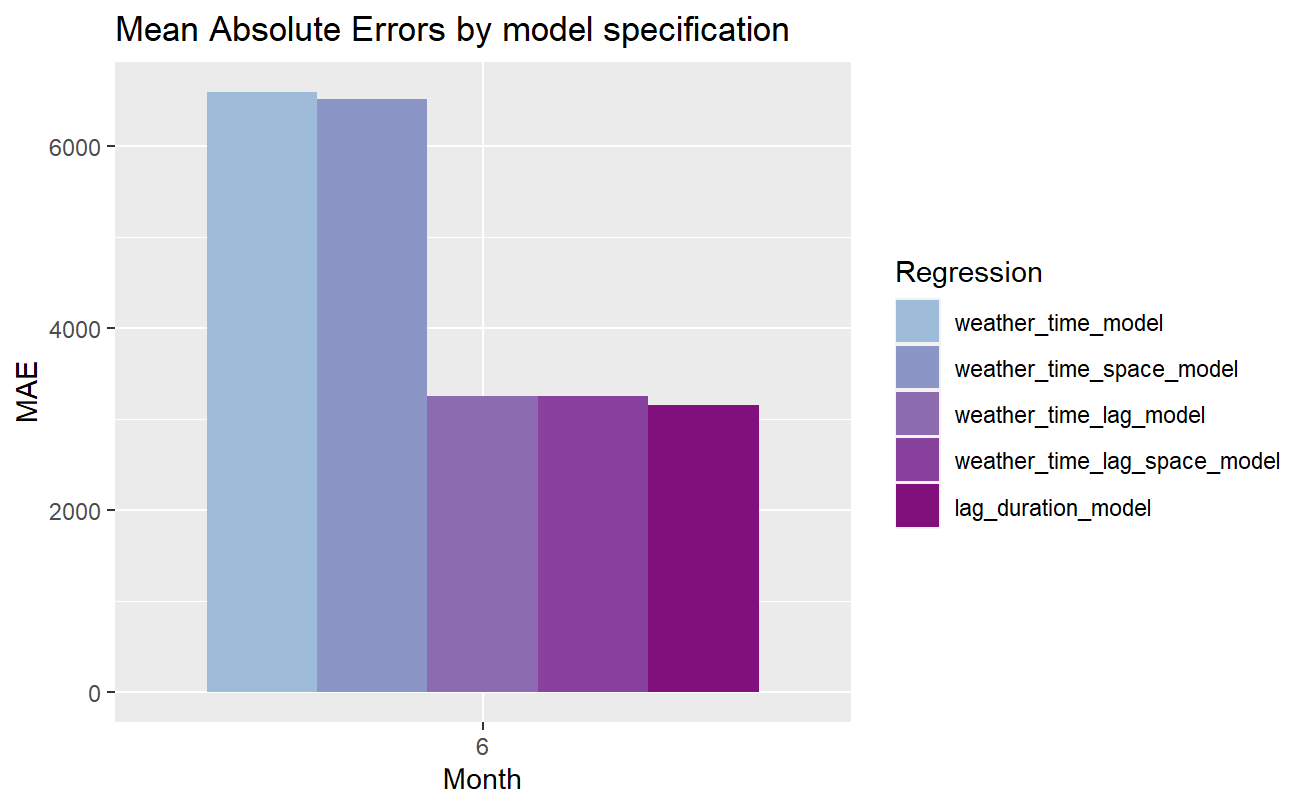 Mean Absolute Errors by model specification
6000
4000
2000
0
MAE
6
Month
Regression
weather_time_model
weather_time_space_model
weather_time_lag_model
weather_time_lag_space_model
lag_duration_model